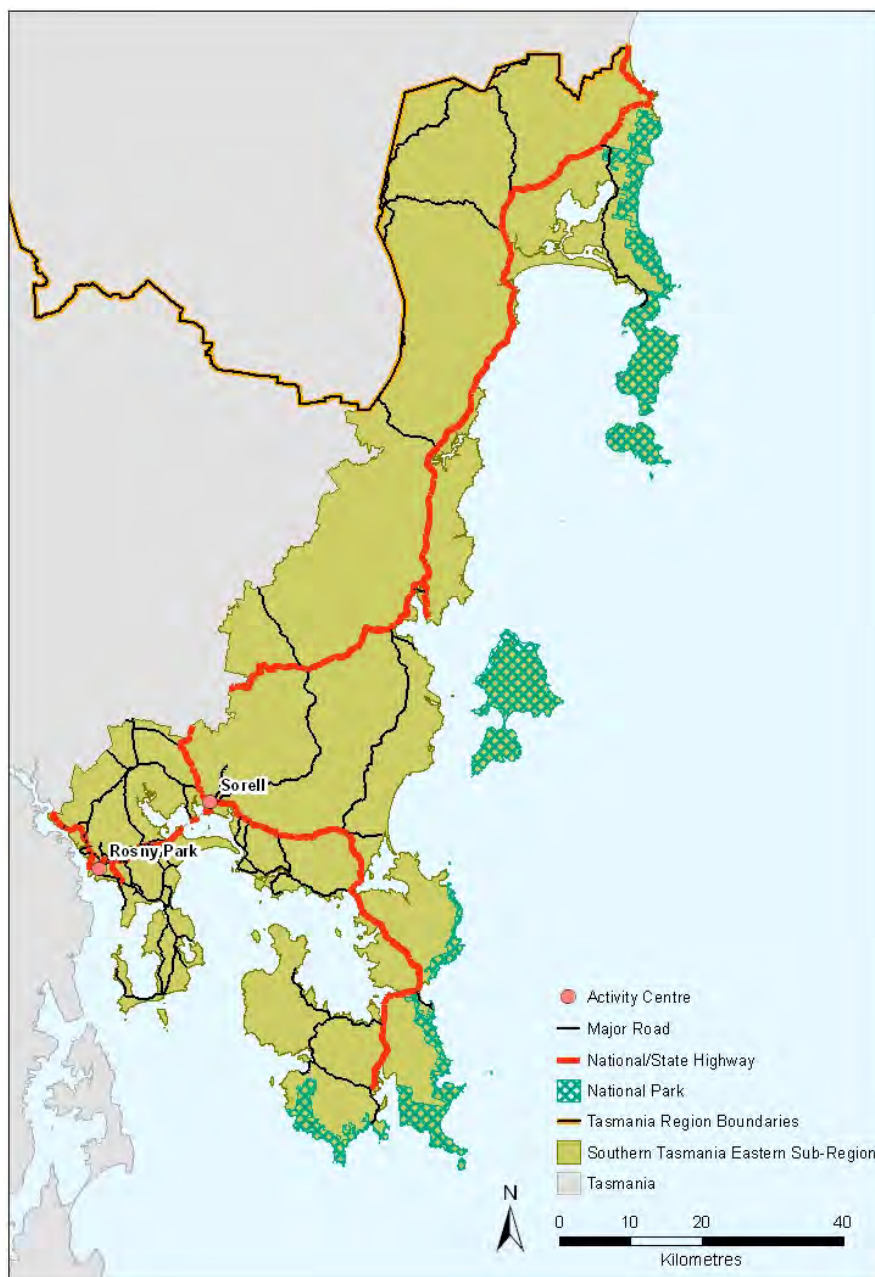 Sorell
Rosny Park
Activity Centre
Major Road
National/State Highway
National Park
Tasmania Region Boundaries
Southern Tasmania Eastern Sub-Region
Tasmania
N
0 10 20 40
Kilometres